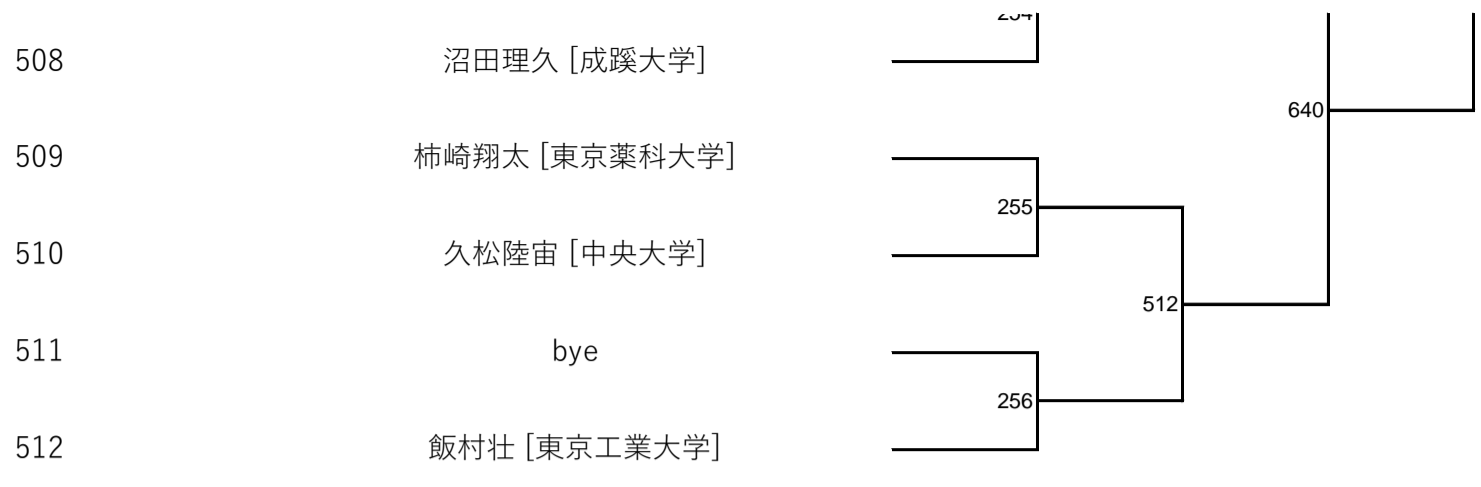 508 沼田理久 [成蹊大学]
640
509 柿崎翔太 [東京薬科大学]
255
510 久松陸宙 [中央大学]
512
511 bye
256
512 飯村壮 [東京工業大学]